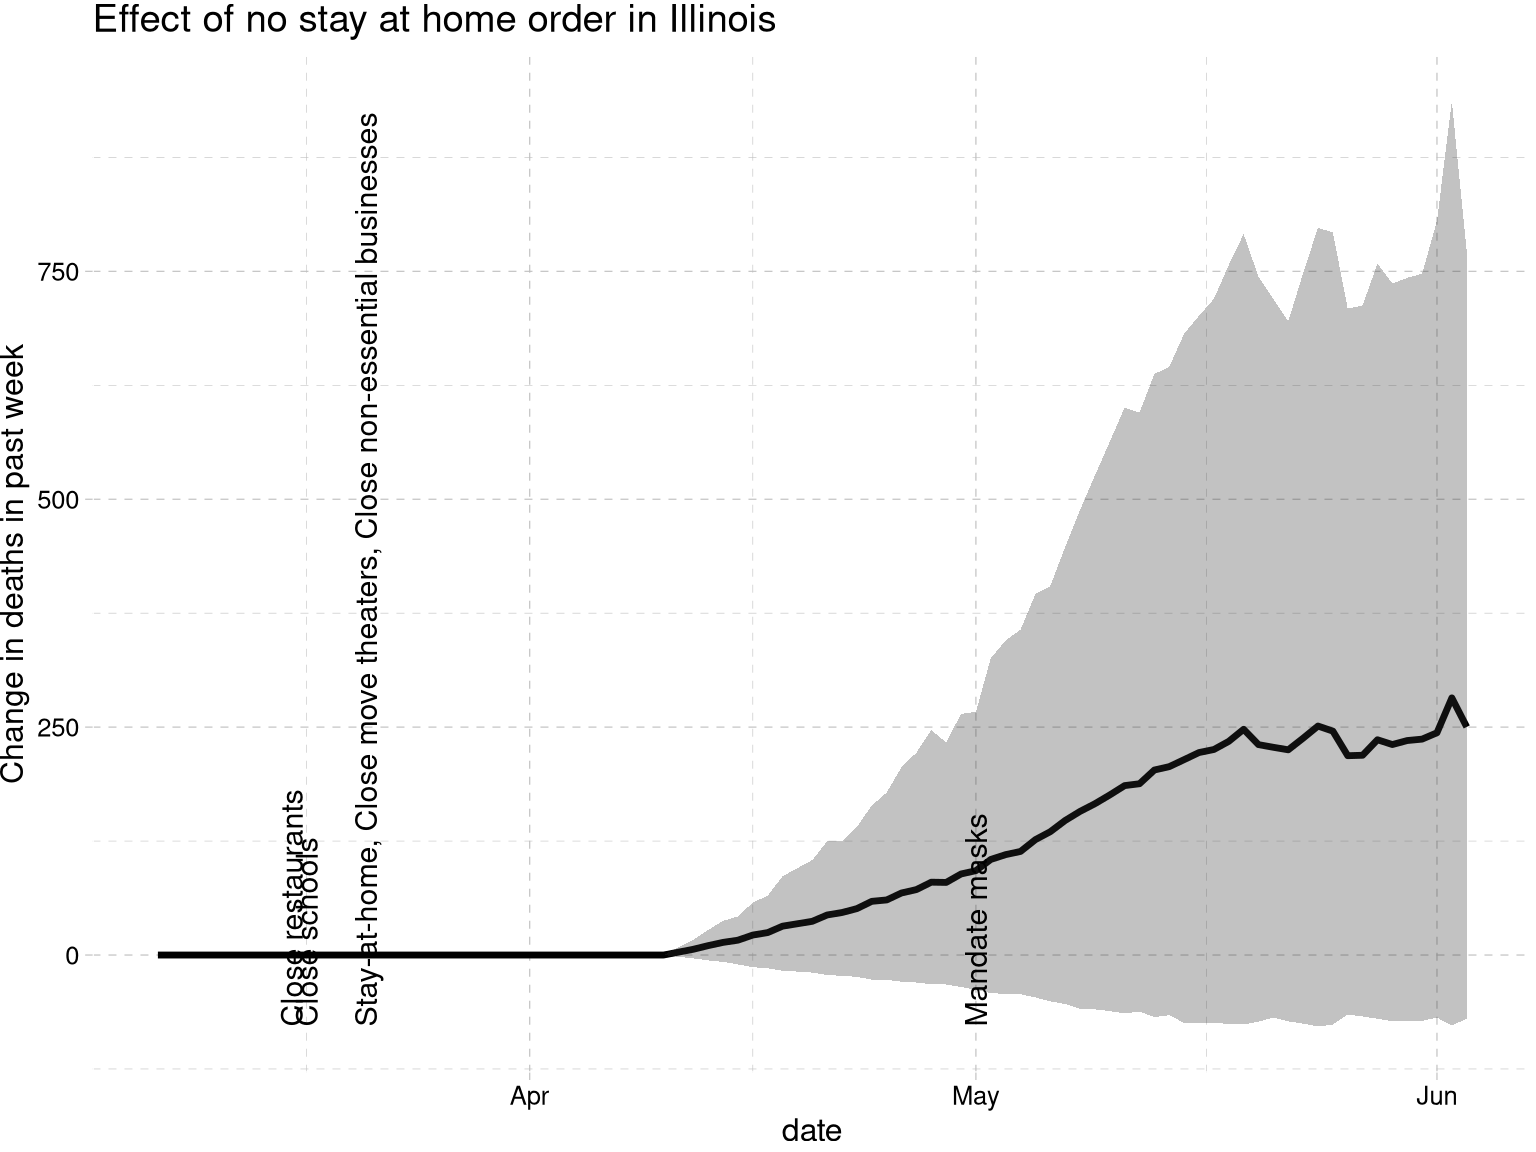 Effect of no stay at home order in Illinois
Change in deaths in past week
750
500
250
0
Close restaurants
Close schools
Stay-at-home, Close move theaters, Close non-essential businesses
Mandate masks
Apr
May
Jun
date